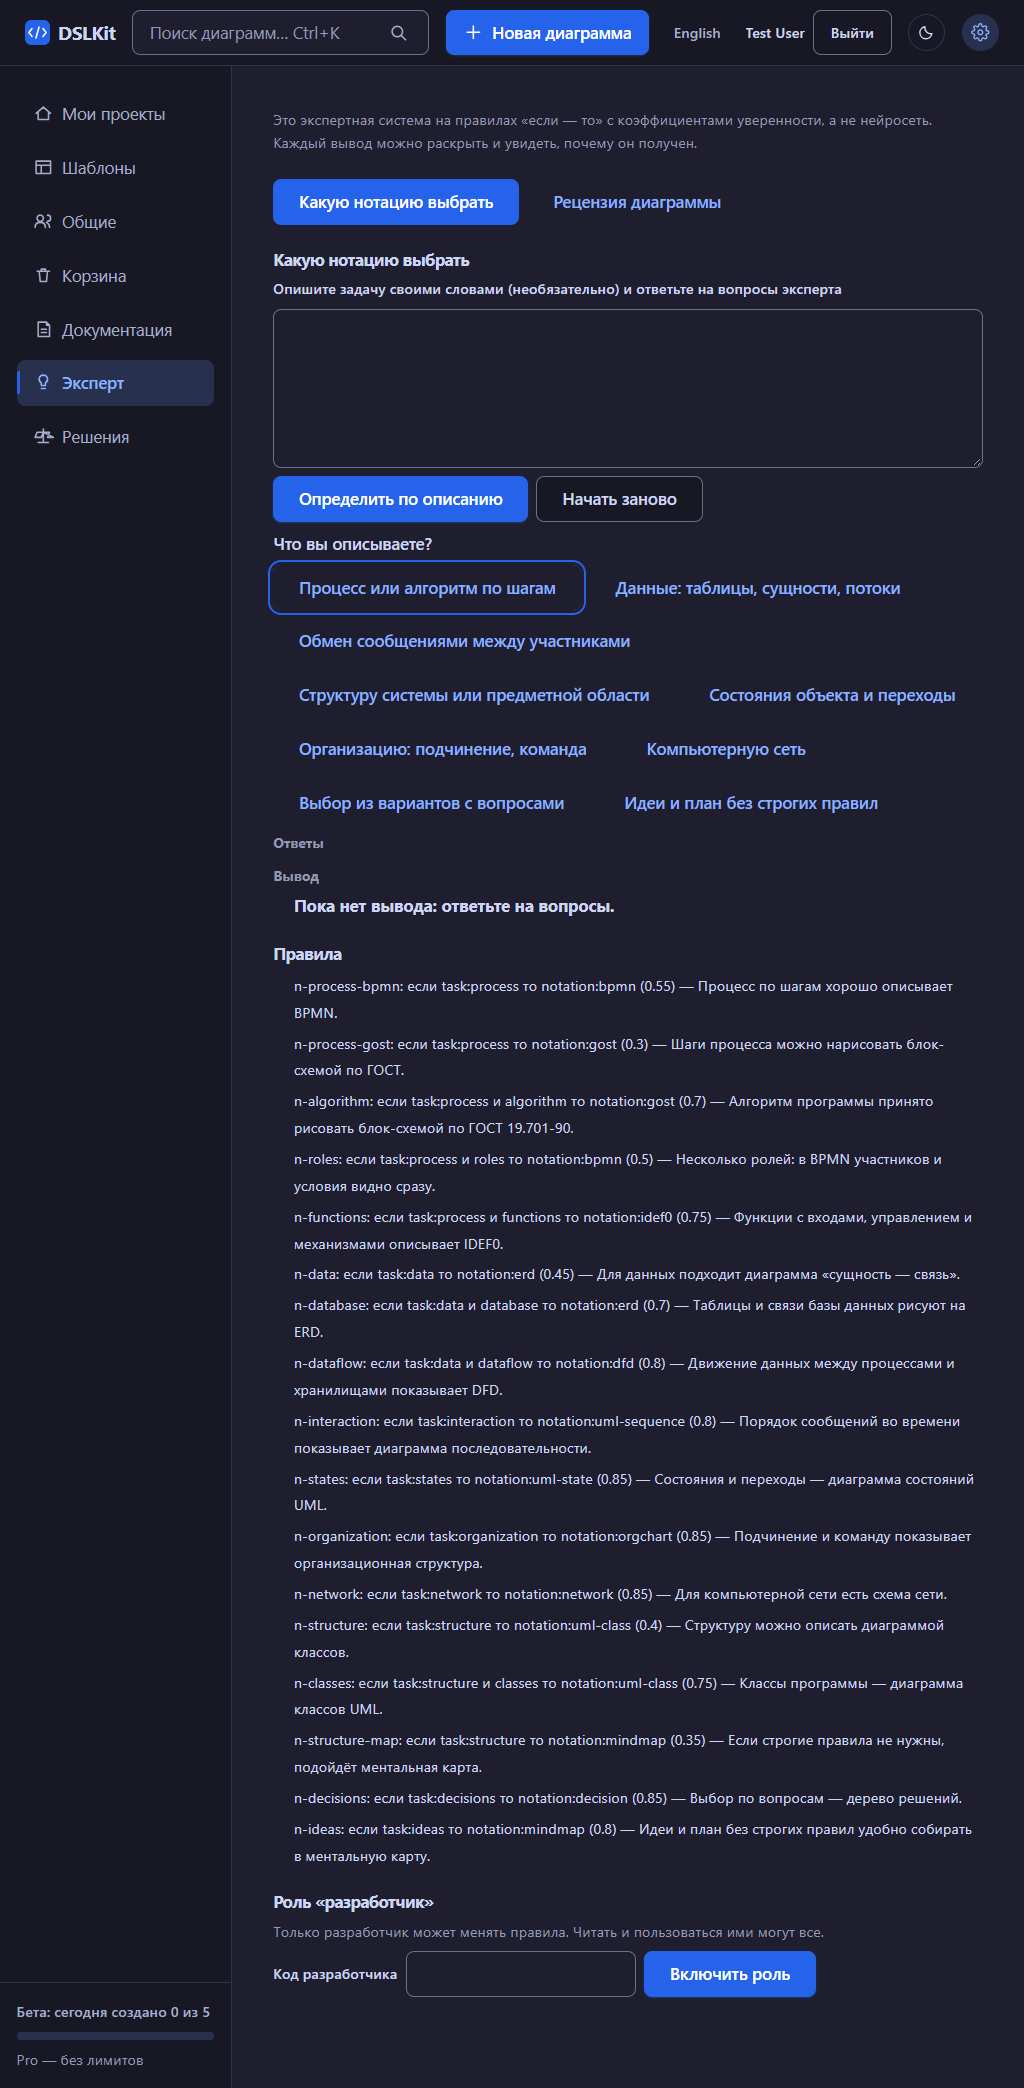 DSLKit
Поиск диаграмм... Ctrl+K
Новая диаграмма
English
Test User
Выйти
Мои проекты
Шаблоны
Общие
Корзина
Документация
Эксперт
Решения
Это экспертная система на правилах «если — то» с коэффициентами уверенности, а не нейросеть.
Каждый вывод можно раскрыть и увидеть, почему он получен.
Какую нотацию выбрать
Рецензия диаграммы
Какую нотацию выбрать
Опишите задачу своими словами (необязательно) и ответьте на вопросы эксперта
Определить по описанию
Начать заново
Что вы описываете?
Процесс или алгоритм по шагам
Данные: таблицы, сущности, потоки
Обмен сообщениями между участниками
Структуру системы или предметной области
Состояния объекта и переходы
Организацию: подчинение, команда
Компьютерную сеть
Выбор из вариантов с вопросами
Идеи и план без строгих правил
Ответы
Вывод
Пока нет вывода: ответьте на вопросы.
Правила
n-process-bpmn: если task:process то notation:bpmn (0.55) — Процесс по шагам хорошо описывает
BPMN.
n-process-gost: если task:process то notation:gost (0.3) — Шаги процесса можно нарисовать блок-
схемой по ГОСТ.
n-algorithm: если task:process и algorithm то notation:gost (0.7) — Алгоритм программы принято
рисовать блок-схемой по ГОСТ 19.701-90.
n-roles: если task:process и roles то notation:bpmn (0.5) — Несколько ролей: в BPMN участников и
условия видно сразу.
n-functions: если task:process и functions то notation:idef0 (0.75) — Функции с входами, управлением и
механизмами описывает IDEF0.
n-data: если task:data то notation:erd (0.45) — Для данных подходит диаграмма «сущность — связь».
n-database: если task:data и database то notation:erd (0.7) — Таблицы и связи базы данных рисуют на
ERD.
n-dataflow: если task:data и dataflow то notation:dfd (0.8) — Движение данных между процессами и
хранилищами показывает DFD.
n-interaction: если task:interaction то notation:uml-sequence (0.8) — Порядок сообщений во времени
показывает диаграмма последовательности.
n-states: если task:states то notation:uml-state (0.85) — Состояния и переходы — диаграмма состояний
UML.
n-organization: если task:organization то notation:orgchart (0.85) — Подчинение и команду показывает
организационная структура.
n-network: если task:network то notation:network (0.85) — Для компьютерной сети есть схема сети.
n-structure: если task:structure то notation:uml-class (0.4) — Структуру можно описать диаграммой
классов.
n-classes: если task:structure и classes то notation:uml-class (0.75) — Классы программы — диаграмма
классов UML.
n-structure-map: если task:structure то notation:mindmap (0.35) — Если строгие правила не нужны,
подойдёт ментальная карта.
n-decisions: если task:decisions то notation:decision (0.85) — Выбор по вопросам — дерево решений.
n-ideas: если task:ideas то notation:mindmap (0.8) — Идеи и план без строгих правил удобно собирать
в ментальную карту.
Роль «разработчик»
Только разработчик может менять правила. Читать и пользоваться ими могут все.
Код разработчика
Включить роль
Бета: сегодня создано 0 из 5
Pro — без лимитов